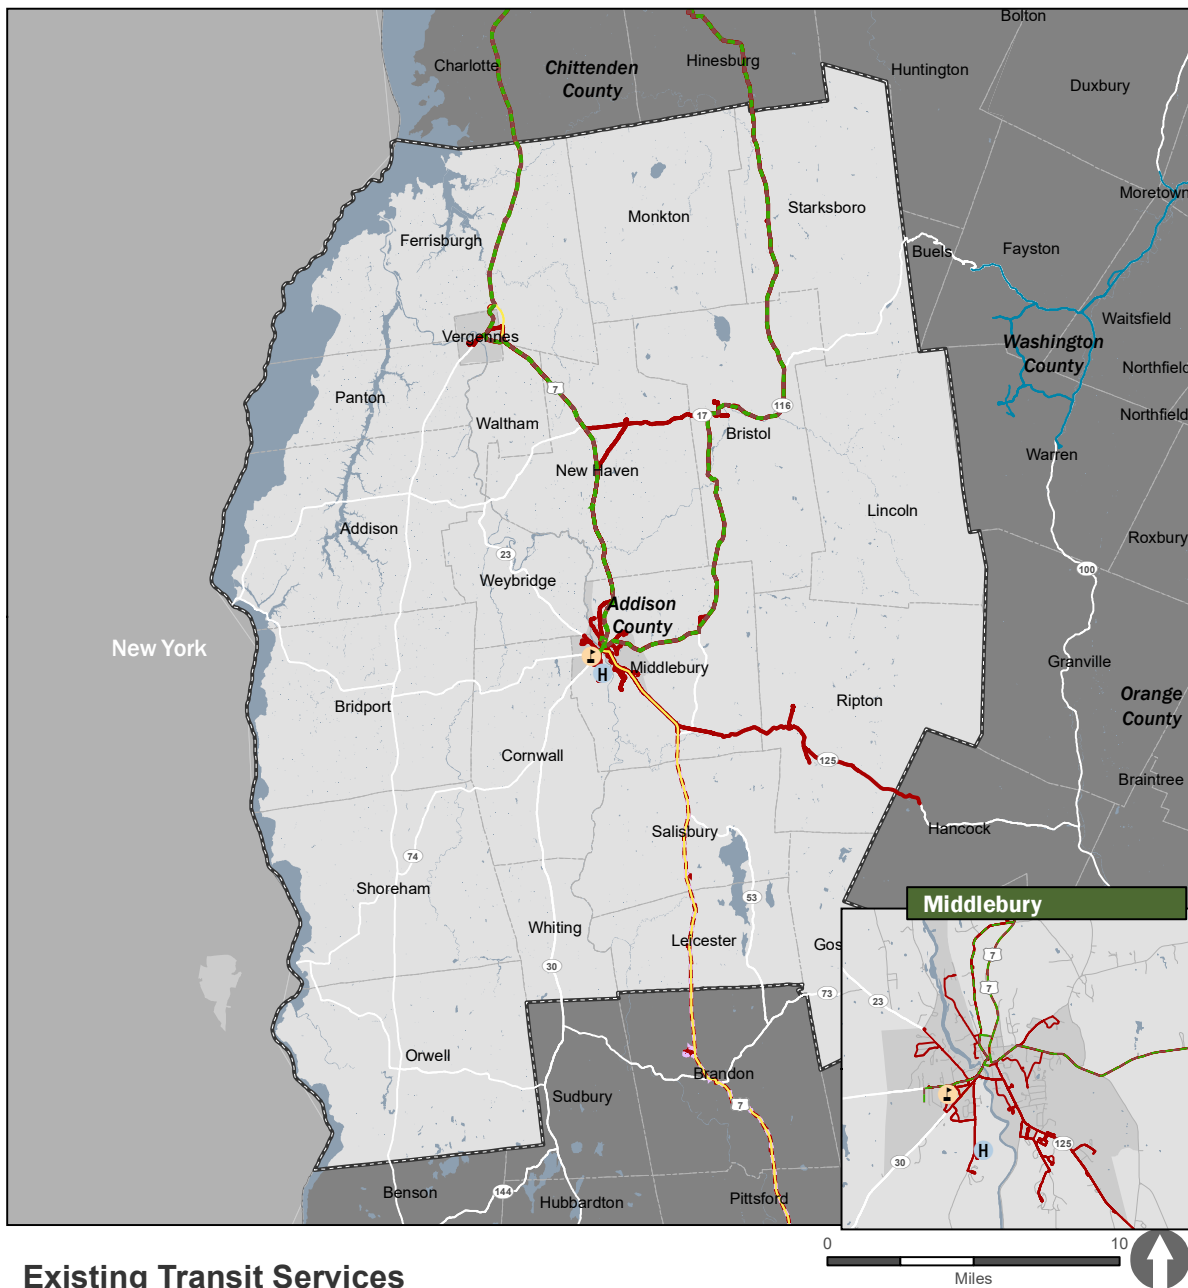 Bolton
Charlotte
Chittenden
County
Hinesburg
Huntington
Duxbury
Moretown
Monkton
Starksboro
Ferrisburgh
Buels
Fayston
Waitsfield
Vergennes
Washington
County
Northfield
Panton
7
116
Waltham
17
Bristol
Northfield
New Haven
Warren
Lincoln
Addison
23
Roxbury
Weybridge
100
Addison
County
New York
H
Middlebury
Granville
Ripton
Orange
County
Bridport
Cornwall
125
Braintree
Salisbury
Hancock
74
Shoreham
53
Middlebury
Whiting
Leicester
Gos
30
73
7
7
23
Orwell
Brandon
Sudbury
7
H
125
30
Benson
144
Hubbardton
Pittsford
0
10
Miles
Existing Transit Services